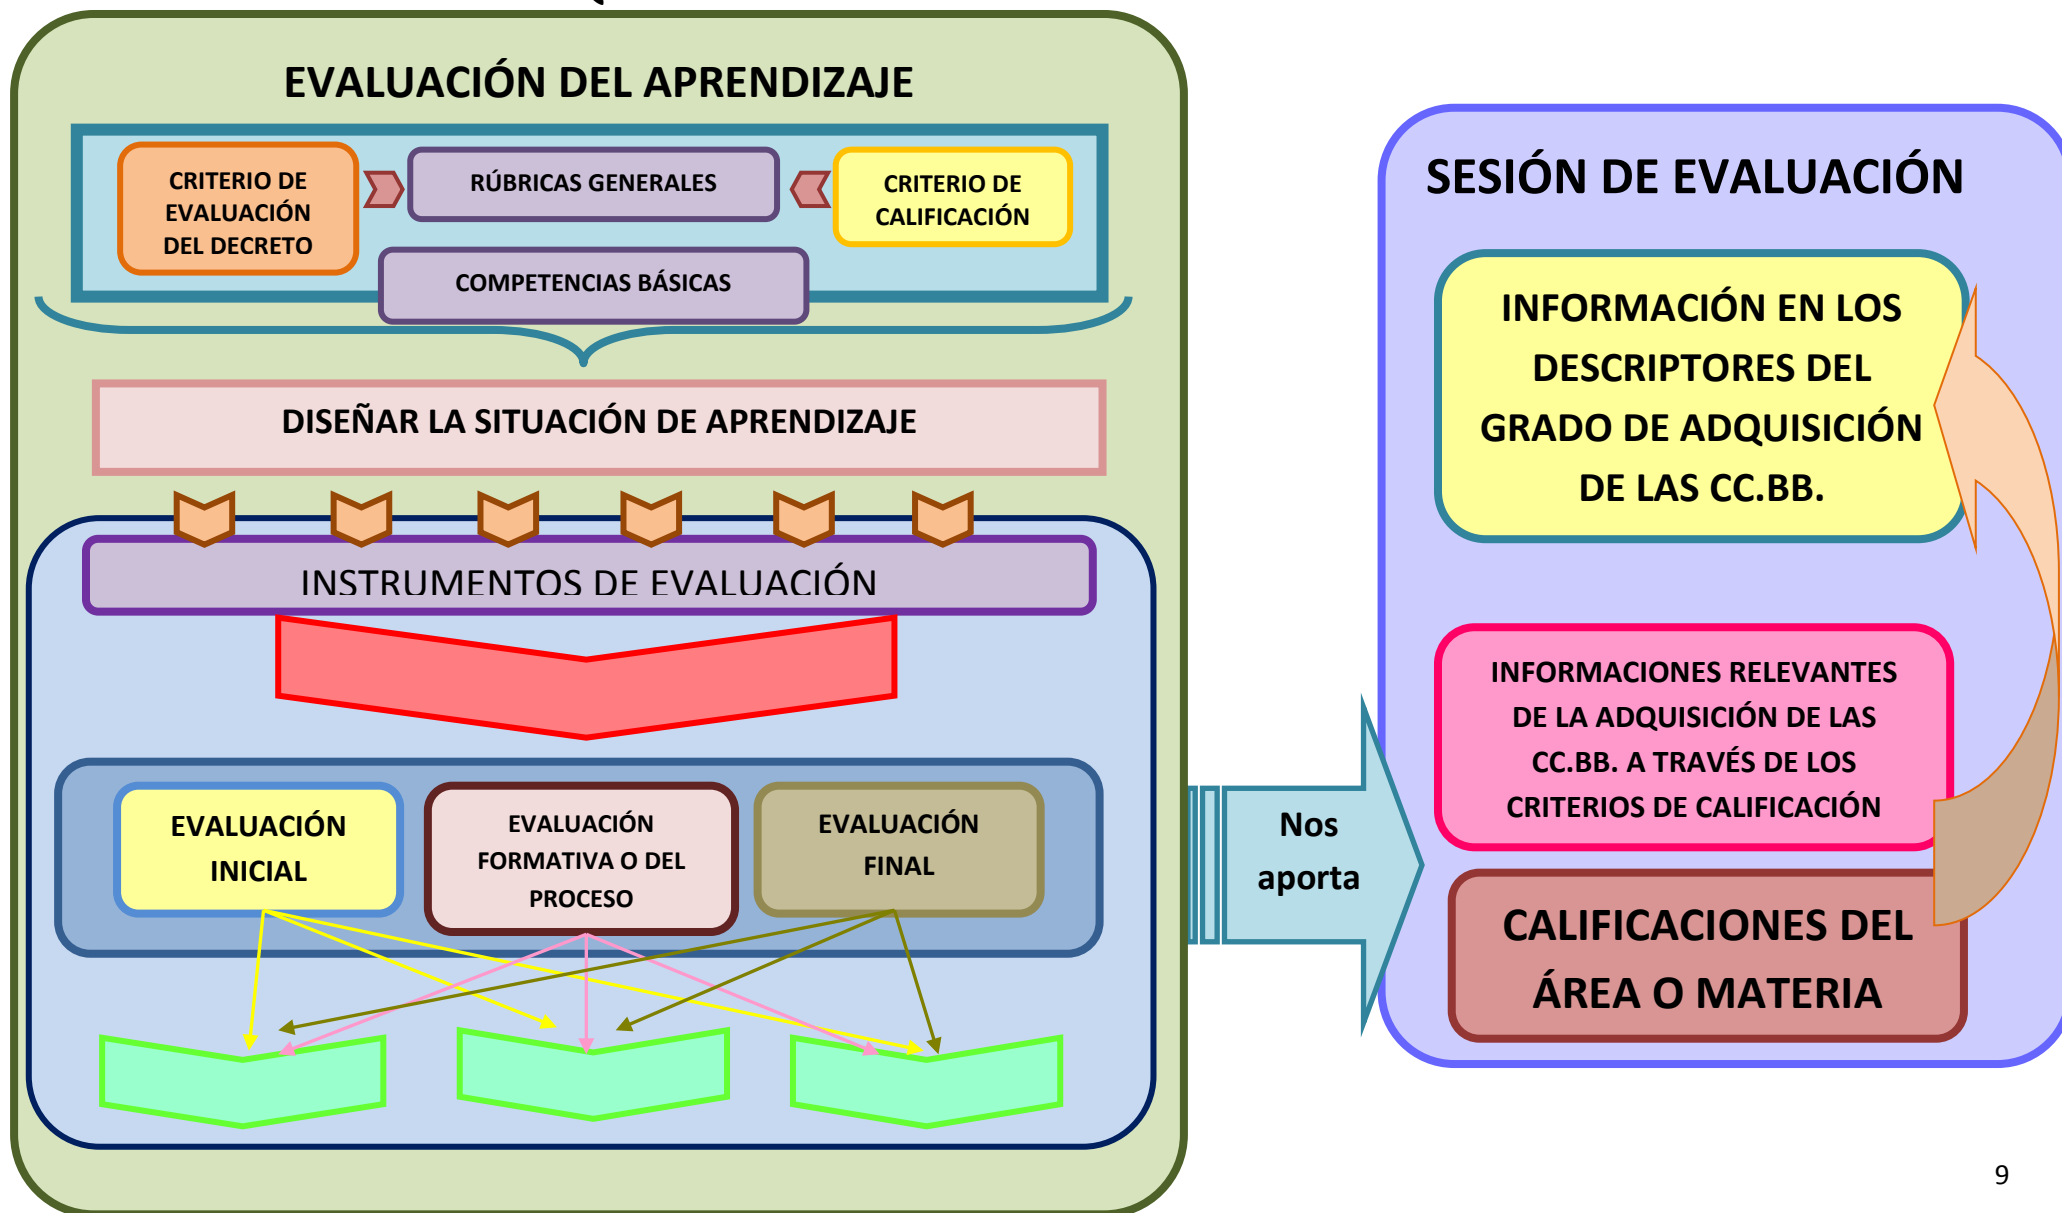 EVALUACIÓN DEL APRENDIZAJE
CRITERIO DE
EVALUACIÓN
DEL DECRETO
RÚBRICAS GENERALES
CRITERIO DE
CALIFICACIÓN
COMPETENCIAS BÁSICAS
DISEÑAR LA SITUACIÓN DE APRENDIZAJE
INSTRUMENTOS DE EVALUACIÓN
EVALUACIÓN
INICIAL
EVALUACIÓN
FORMATIVA O DEL
PROCESO
EVALUACIÓN
FINAL
Nos
aporta
SESIÓN DE EVALUACIÓN
INFORMACIÓN EN LOS
DESCRIPTORES DEL
GRADO DE ADQUISICIÓN
DE LAS CC.BB.
INFORMACIONES RELEVANTES
DE LA ADQUISICIÓN DE LAS
CC.BB. A TRAVÉS DE LOS
CRITERIOS DE CALIFICACIÓN
CALIFICACIONES DEL
ÁREA O MATERIA
9